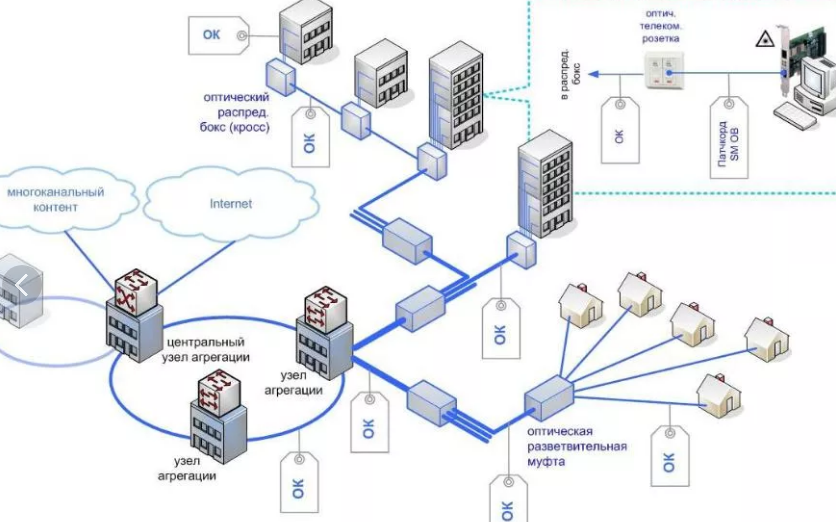 ОК
оптический
распред.
бокс (кросс)
ОК
оптич.
телеком.
розетка
в распред.
бокс
ОК
Патчкорд
SM ОВ
многоканальный
контент
Internet
центральный
узел агрегации
узел
агрегации
узел
агрегации
ОК
ОК
ОК
оптическая
разветвительная
муфта
ОК
ОК